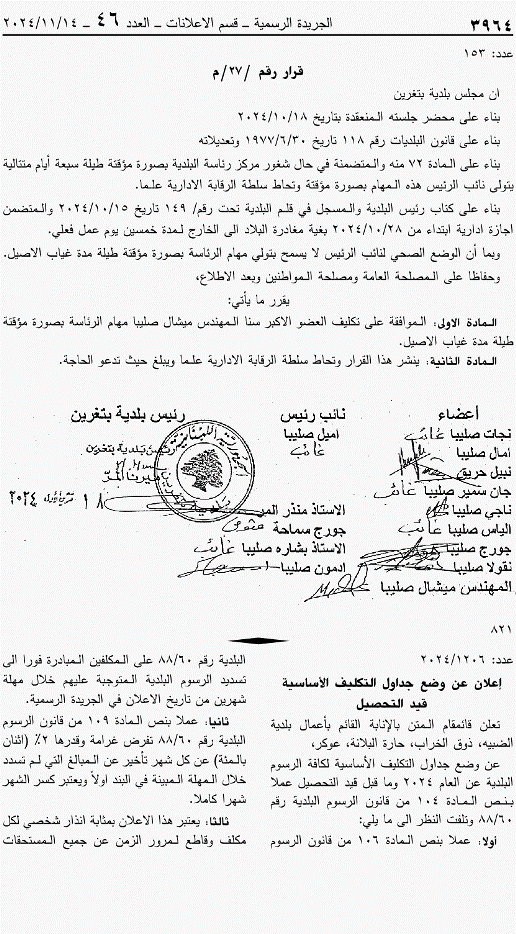 ٣٩٦٤ الجريدة الرسمية ــ قسم الاعلانات ــ العدد ٤٦ ــ ٢٠٢٤/١١/١٤
عدد: ١٥٣
قرار رقم /٢٧/م
ان مجلس بلدية بتغرين
بناء على محضر جلسته المنعقدة بتاريخ ٢٠٢٤/١٠/١٨
بناء على قانون البلديات رقم ١١٨ تاريخ ١٩٧٧/٦/٣٠ وتعديلاته
بناء على المادة ٧٢ منه والمتضمنة في حال شغور مركز رئاسة البلدية بصورة مؤقتة طيلة سبعة أيام متتالية
يتولى نائب الرئيس هذه المهام بصورة مؤقتة وتحاط سلطة الرقابة الادارية علما.
بناء على كتاب رئيس البلدية والمسجل في قلم البلدية تحت رقم/ ١٤٩ تاريخ ٢٠٢٤/١٠/١٥ والمتضمن
اجازة ادارية ابتداء من ٢٠٢٤/١٠/٢٨ بغية مغادرة البلاد الى الخارج لمدة خمسين يوم عمل فعلي.
وبما أن الوضع الصحي لنائب الرئيس لا يسمح بتولي مهام الرئاسة بصورة مؤقتة طيلة مدة غياب الاصيل.
وحفاظا على المصلحة العامة ومصلحة المواطنين وبعد الاطلاع،
يقرر ما يأتي:
المادة الاولى: الموافقة على تكليف العضو الاكبر سنا المهندس ميشال صليبا مهام الرئاسة بصورة مؤقتة
طيلة مدة غياب الاصيل.
المادة الثانية: ينشر هذا القرار وتحاط سلطة الرقابة الادارية علما ويبلغ حيث تدعو الحاجة.
أعضاء نائب رئيس رئيس بلدية بتغرين
نجات صليبا غائب اميل صليبا
امال صليبا غائب رئيس بلدية بتغرين
نبيل حريق
جان سمير صليبا غائب
ناجي صليبا الاستاذ منذر المر ١٨ تشرين اول ٢٠٢٤
الياس صليبا غائب جورج سماحة
جورج صليبا الاستاذ بشاره صليبا غائب
نقولا صليبا ادمون صليبا
المهندس ميشال صليبا
٨٢١
عدد: ٢٠٢٤/١٢٠٦
إعلان عن وضع جداول التكليف الأساسية
قيد التحصيل
تعلن قائمقام المتن بالإنابة القائم بأعمال بلدية
الضبيه، ذوق الخراب، حارة البلانة، عوكر،
عن وضع جداول التكليف الأساسية لكافة الرسوم
البلدية عن العام ٢٠٢٤ وما قبل قيد التحصيل عملا
بنص المادة ١٠٤ من قانون الرسوم البلدية رقم
٨٨/٦٠ وتلفت النظر الى ما يلي:
أولا: عملا بنص المادة ١٠٦ من قانون الرسوم
البلدية رقم ٨٨/٦٠ على المكلفين المبادرة فورا الى
تسديد الرسوم البلدية المتوجبة عليهم خلال مهلة
شهرين من تاريخ الاعلان في الجريدة الرسمية.
ثانيا: عملا بنص المادة ١٠٩ من قانون الرسوم
البلدية رقم ٨٨/٦٠ تفرض غرامة وقدرها ٢٪ (اثنان
بالمئة) عن كل شهر تأخير عن المبالغ التي لم تسدد
خلال المهلة المبينة في البند اولاً ويعتبر كسر الشهر
شهرا كاملا.
ثالثا: يعتبر هذا الاعلان بمثابة انذار شخصي لكل
مكلف وقاطع لمرور الزمن عن جميع المستحقات